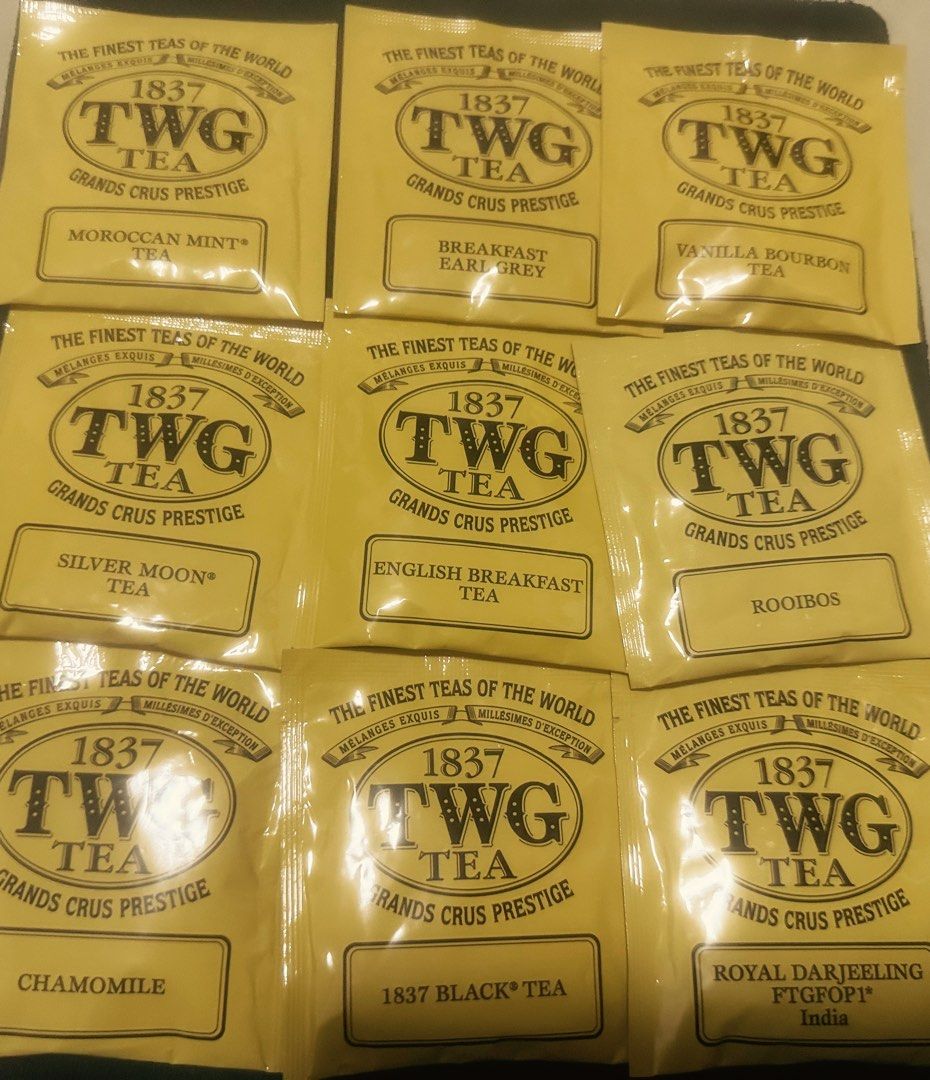 THE FINEST TEAS OF THE WORLD
MÉLANGES EXQUIS MILLÉSIMES D'EXCEPTION
1837
TWG
TEA
GRANDS CRUS PRESTIGE
MOROCCAN MINT®
TEA
THE FINEST TEAS OF THE WORLD
MÉLANGES EXQUIS MILLÉSIMES D'EXCEPTION
1837
TWG
TEA
GRANDS CRUS PRESTIGE
BREAKFAST
EARL GREY
THE FINEST TEAS OF THE WORLD
MÉLANGES EXQUIS MILLÉSIMES D'EXCEPTION
1837
TWG
TEA
GRANDS CRUS PRESTIGE
VANILLA BOURBON
TEA
THE FINEST TEAS OF THE WORLD
MÉLANGES EXQUIS MILLÉSIMES D'EXCEPTION
1837
TWG
TEA
GRANDS CRUS PRESTIGE
SILVER MOON®
TEA
THE FINEST TEAS OF THE W
MÉLANGES EXQUIS MILLÉSIMES D'EXCE
1837
TWG
TEA
GRANDS CRUS PRESTIGE
ENGLISH BREAKFAST
TEA
THE FINEST TEAS OF THE WORLD
MÉLANGES EXQUIS MILLÉSIMES D'EXCEPTION
1837
TWG
TEA
GRANDS CRUS PRESTIGE
ROOIBOS
HE FINEST TEAS OF THE WORLD
ÉLANGES EXQUIS MILLÉSIMES D'EXCEPTION
1837
TWG
TEA
GRANDS CRUS PRESTIGE
CHAMOMILE
THE FINEST TEAS OF THE WORLD
MÉLANGES EXQUIS MILLÉSIMES D'EXCEPTION
1837
TWG
TEA
GRANDS CRUS PRESTIGE
1837 BLACK® TEA
THE FINEST TEAS OF THE WORLD
MÉLANGES EXQUIS MILLÉSIMES D'EXCEPTION
1837
TWG
TEA
GRANDS CRUS PRESTIGE
ROYAL DARJEELING
FTGFOP1*
India